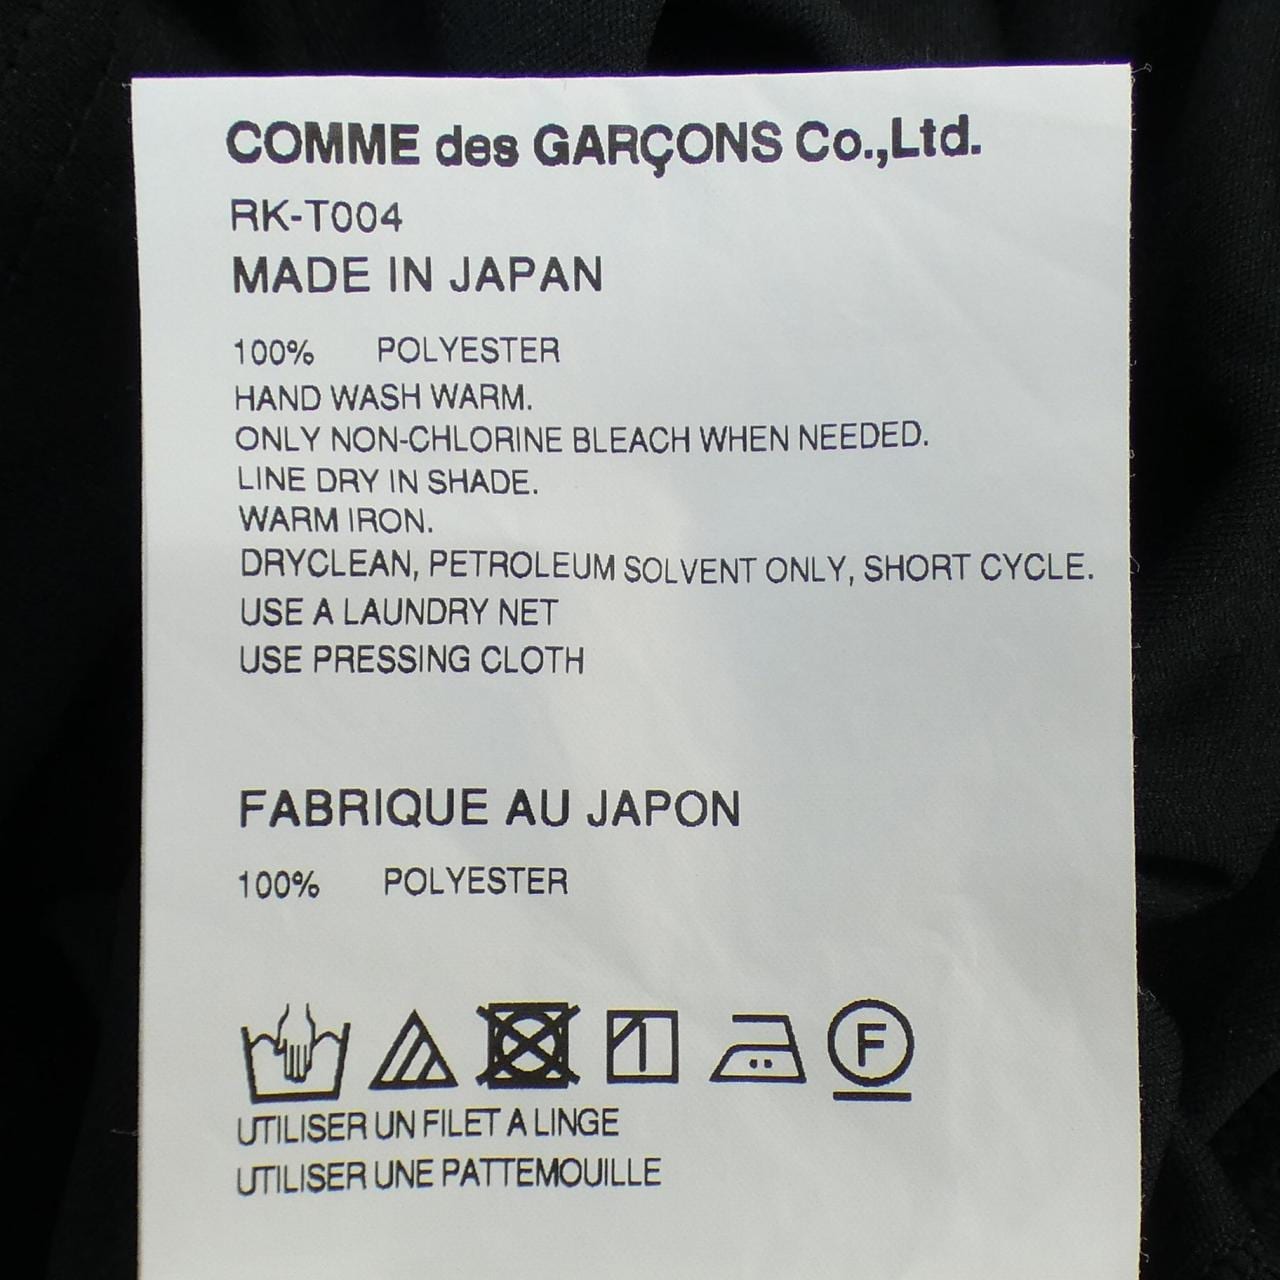 COMME des GARÇONS Co.,Ltd.
RK-T004
MADE IN JAPAN
100% POLYESTER
HAND WASH WARM.
ONLY NON-CHLORINE BLEACH WHEN NEEDED.
LINE DRY IN SHADE.
WARM IRON.
DRYCLEAN, PETROLEUM SOLVENT ONLY, SHORT CYCLE.
USE A LAUNDRY NET
USE PRESSING CLOTH
FABRIQUE AU JAPON
100% POLYESTER
F
UTILISER UN FILET A LINGE
UTILISER UNE PATTEMOUILLE